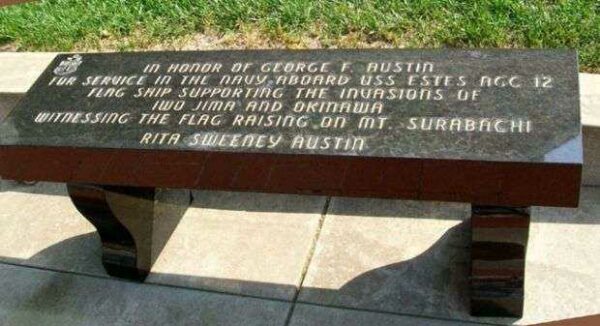 IN HONOR OF GEORGE F. AUSTIN
FOR SERVICE IN THE NAVY, ABOARD USS ESTES AGC 12
FLAG SHIP SUPPORTING THE INVASIONS OF
IWO JIMA AND OKINAWA
WITNESSING THE FLAG RAISING ON MT. SURABACHI
RITA SWEENEY AUSTIN